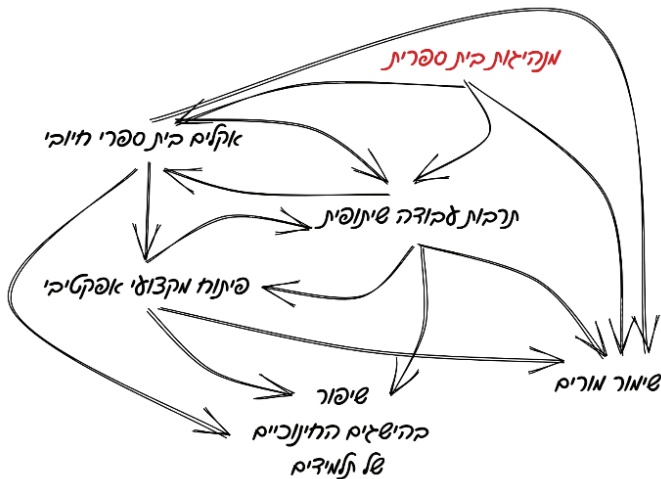 מנהיגות בית ספרית
אקלים בית ספרי חיובי
תרבות עבודה שיתופית
פיתוח מקצועי אפקטיבי
שימור מורים
שיפור
בהישגים החינוכיים
של תלמידים